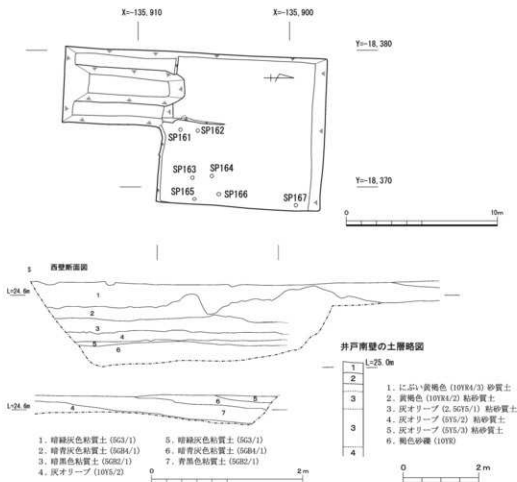 X=-135,910
X=-135,900
Y=-18,380
SP161
SP162
SP163
SP164
SP165
SP166
SP167
Y=-18,370
0
10m
S
西壁断面図
L=24.6m
1
2
3
4
5
6
L=24.6m
4
6
5
7
1. 暗緑灰色粘質土 (5G3/1)
2. 暗青灰色粘質土 (5GB4/1)
3. 暗黒色粘質土 (5GB2/1)
4. 灰オリーブ (10Y5/2)
5. 暗緑灰色粘質土 (5G3/1)
6. 暗青灰色粘質土 (5GB4/1)
7. 青黒色粘質土 (5GB2/1)
0
2 m
井戸南壁の土層略図
L=25.0m
1
2
3
3
4
1. にぶい黄褐色 (10YR4/3) 砂質土
2. 黄褐色 (10YR4/2) 粘砂質土
3. 灰オリーブ (2.5GY5/1) 粘砂質土
4. 灰オリーブ (5Y5/2) 粘砂質土
5. 灰オリーブ (5Y5/3) 粘砂質土
6. 褐色砂礫 (10YR)
0
2 m